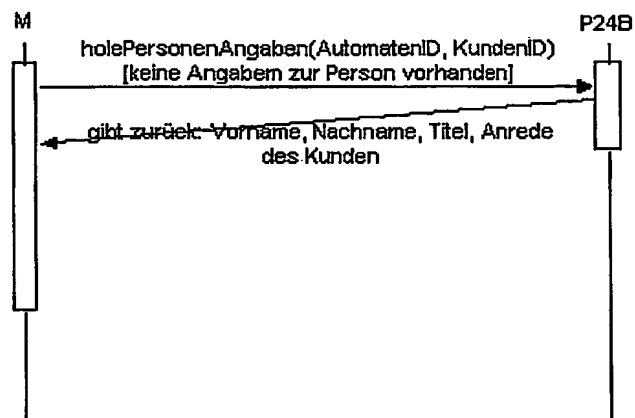 M
P24B
holePersonenAngaben(AutomatenID, KundenID)
[keine Angabem zur Person vorhanden]
gibt zurück: Vorname, Nachname, Titel, Anrede
des Kunden